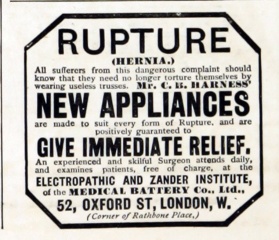 RUPTURE
(HERNIA.)
All sufferers from this dangerous complaint should
know that they need no longer torture themselves by
wearing useless trusses. Mr. C. B. HARNESS'
NEW APPLIANCES
are made to suit every form of Rupture, and are
positively guaranteed to
GIVE IMMEDIATE RELIEF.
An experienced and skilful Surgeon attends daily,
and examines patients, free of charge, at the
ELECTROPATHIC AND ZANDER INSTITUTE,
of the MEDICAL BATTERY Co., Ltd.,
52, OXFORD ST, LONDON, W.
(Corner of Rathbone Place,)